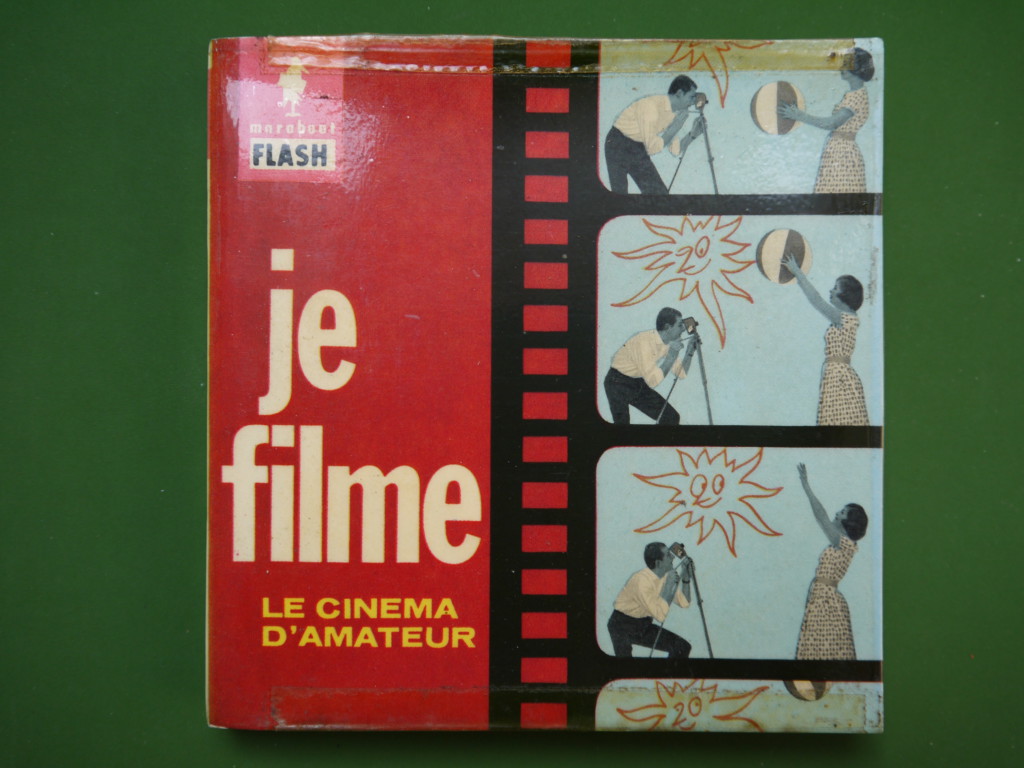 marabout
FLASH
je
filme
LE CINEMA
D'AMATEUR